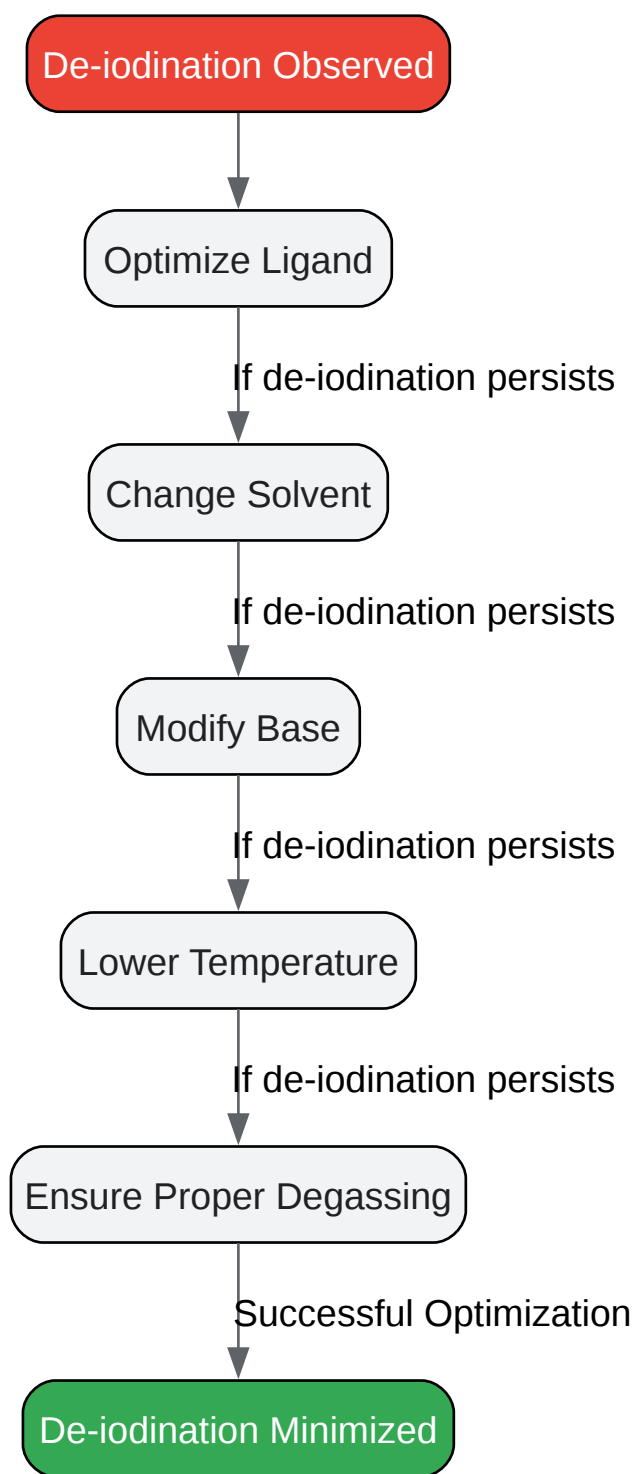 De-iodination Observed
Optimize Ligand
If de-iodination persists
Change Solvent
If de-iodination persists
Modify Base
If de-iodination persists
Lower Temperature
If de-iodination persists
Ensure Proper Degassing
Successful Optimization
De-iodination Minimized